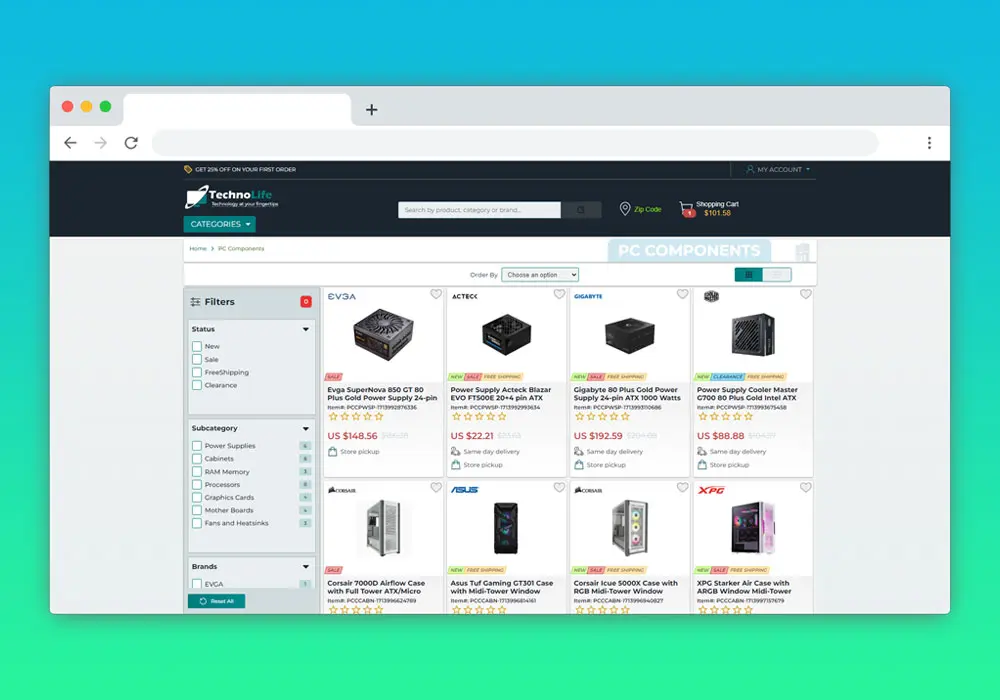 GET 25% OFF ON YOUR FIRST ORDER
MY ACCOUNT
TechnoLife
Technology at your fingertips
Search by product, category or brand...
Zip Code
Shopping Cart
1
$101.58
CATEGORIES
Home > PC Components
PC COMPONENTS
Order By
Choose an option
Filters
0
Status
New
Sale
FreeShipping
Clearance
Subcategory
Power Supplies 6
Cabinets 8
RAM Memory 3
Processors 8
Graphics Cards 4
Mother Boards 4
Fans and Heatsinks 3
Brands
EVGA
Reset All
EVGA
SALE
Evga SuperNova 850 GT 80
Plus Gold Power Supply 24-pin
Item#: PCCPWSP-1713992876336
US $148.56
Store pickup
ACTECK
NEW SALE FREE SHIPPING
Power Supply Acteck Blazar
EVO FT500E 20+4 pin ATX
Item#: PCCPWSP-1713992993634
US $22.21
Same day delivery
Store pickup
GIGABYTE
NEW SALE FREE SHIPPING
Gigabyte 80 Plus Gold Power
Supply 24-pin ATX 1000 Watts
Item#: PCCPWSP-1713993110686
US $192.59 $204.88
Same day delivery
Store pickup
NEW CLEARANCE FREE SHIPPING
Power Supply Cooler Master
G700 80 Plus Gold Intel ATX
Item#: PCCPWSP-1713993675458
US $88.88
Same day delivery
Store pickup
CORSAIR
SALE
Corsair 7000D Airflow Case
with Full Tower ATX/Micro
Item#: PCCCABN-1713996624789
ASUS
NEW FREE SHIPPING
Asus Tuf Gaming GT301 Case
with Midi-Tower Window
Item#: PCCCABN-1713996814161
CORSAIR
NEW SALE FREE SHIPPING
Corsair Icue 5000X Case with
RGB Midi-Tower Window
Item#: PCCCABN-1713996940827
XPG
NEW SALE FREE SHIPPING
XPG Starker Air Case with
ARGB Window Midi-Tower
Item#: PCCCABN-1713997157679